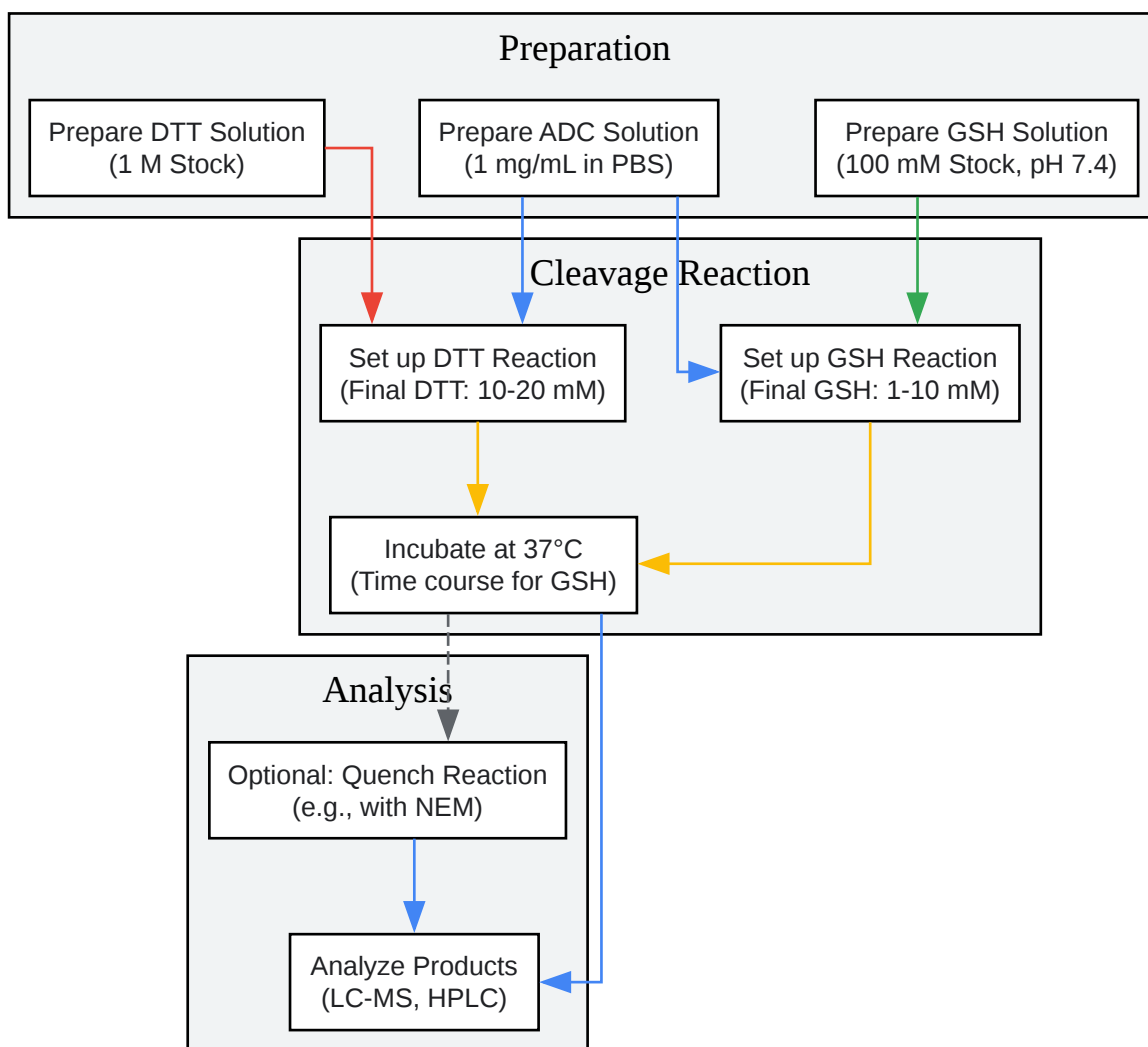 Preparation
Prepare DTT Solution
(1 M Stock)
Prepare ADC Solution
(1 mg/mL in PBS)
Prepare GSH Solution
(100 mM Stock, pH 7.4)
Cleavage Reaction
Set up DTT Reaction
(Final DTT: 10-20 mM)
Set up GSH Reaction
(Final GSH: 1-10 mM)
Incubate at 37°C
(Time course for GSH)
Analysis
Optional: Quench Reaction
(e.g., with NEM)
Analyze Products
(LC-MS, HPLC)